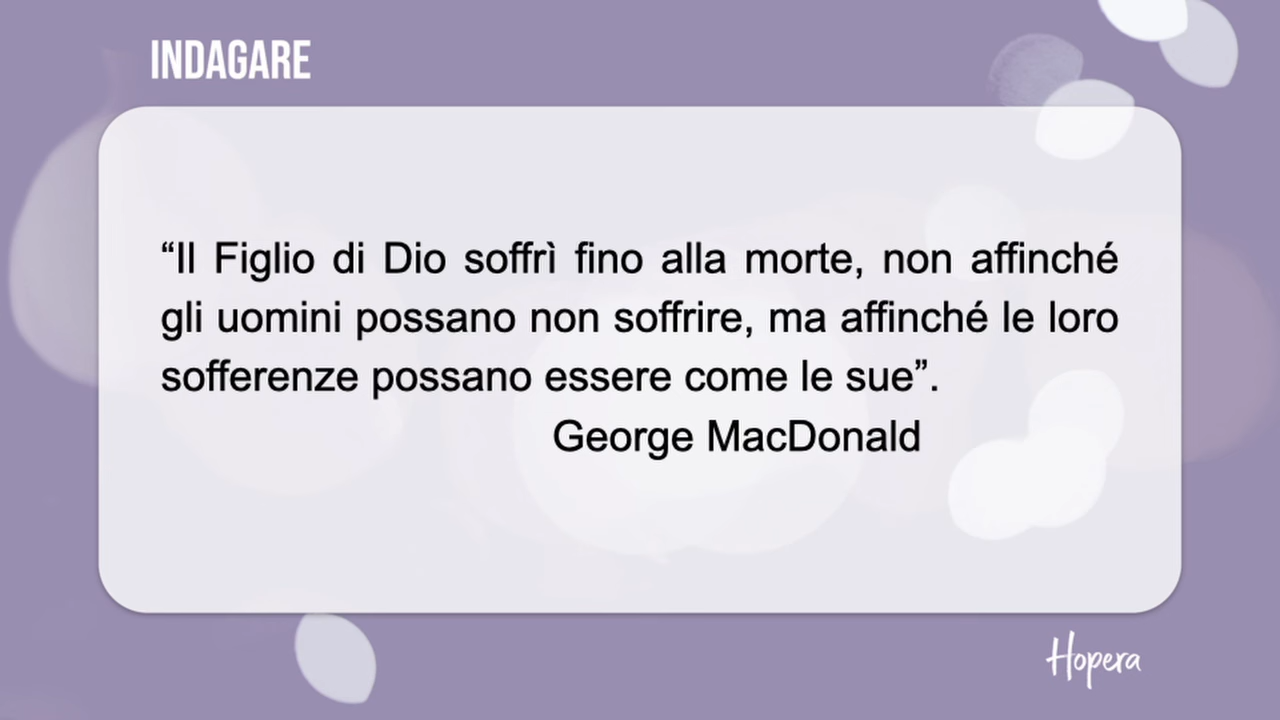 INDAGARE
“Il Figlio di Dio soffrì fino alla morte, non affinché
gli uomini possano non soffrire, ma affinché le loro
sofferenze possano essere come le sue”.
George MacDonald
Hopera